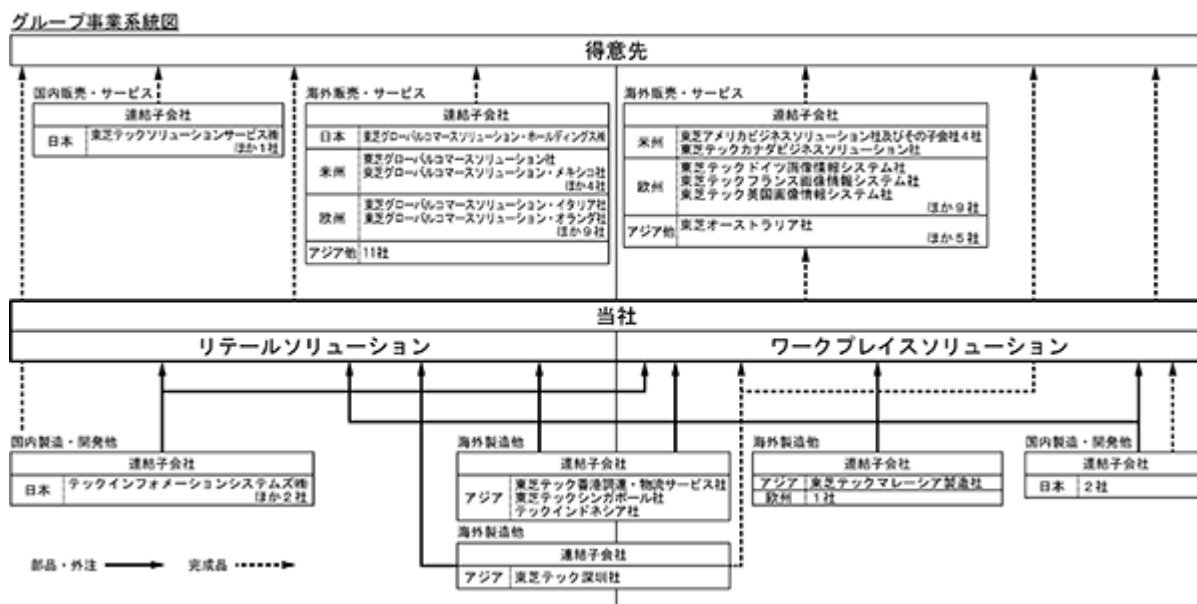 グループ事業系統図
得意先
国内販売・サービス
連結子会社
日本 東芝テックソリューションサービス㈱
ほか1社
海外販売・サービス
連結子会社
日本 東芝グローバルコマースソリューション・ホールディングス㈱
米州 東芝グローバルコマースソリューション社
東芝グローバルコマースソリューション・メキシコ社
ほか4社
欧州 東芝グローバルコマースソリューション・イタリア社
東芝グローバルコマースソリューション・オランダ社
ほか9社
アジア他 11社
海外販売・サービス
連結子会社
米州 東芝アメリカビジネスソリューション社及びその子会社4社
東芝テックカナダビジネスソリューション社
欧州 東芝テックドイツ画像情報システム社
東芝テックフランス画像情報システム社
東芝テック英国画像情報システム社
ほか9社
アジア他 東芝オーストラリア社
ほか5社
当社
リテールソリューション
ワークプレイスソリューション
国内製造・開発他
連結子会社
日本 テックインフォメーションシステムズ㈱
ほか2社
海外製造他
連結子会社
アジア 東芝テック香港調達・物流サービス社
東芝テックシンガポール社
テックインドネシア社
海外製造他
連結子会社
アジア 東芝テックマレーシア製造社
欧州 1社
国内製造・開発他
連結子会社
日本 2社
海外製造他
連結子会社
アジア 東芝テック深圳社
部品・外注
完成品